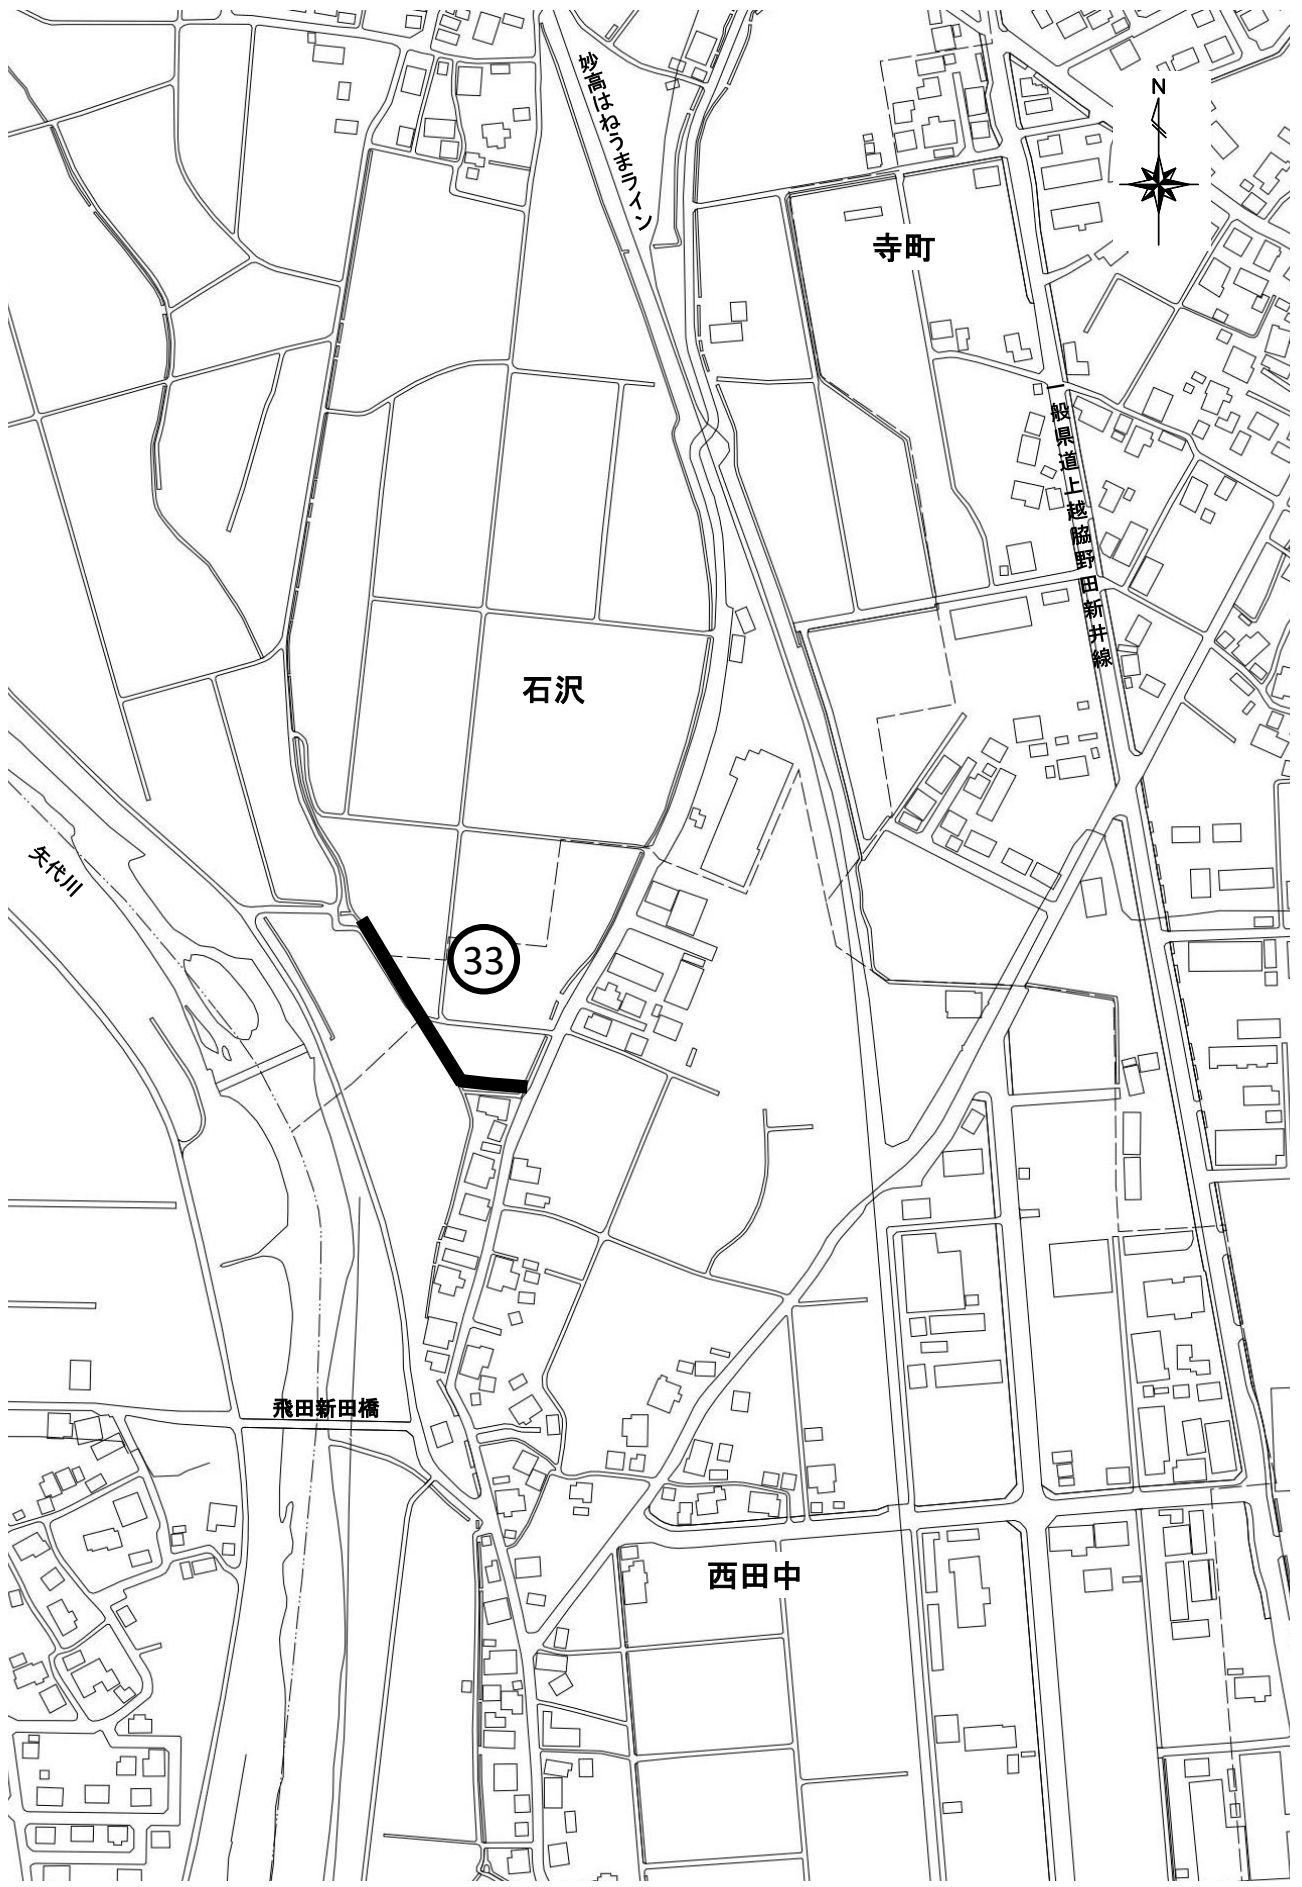 N
妙高はねうまライン
寺町
一般県道上越脇野田新井線
石沢
矢代川
33
飛田新田橋
西田中